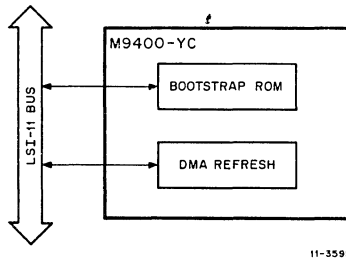 M9400-YC
BOOTSTRAP ROM
LSI-11 BUS
DMA REFRESH
11-359